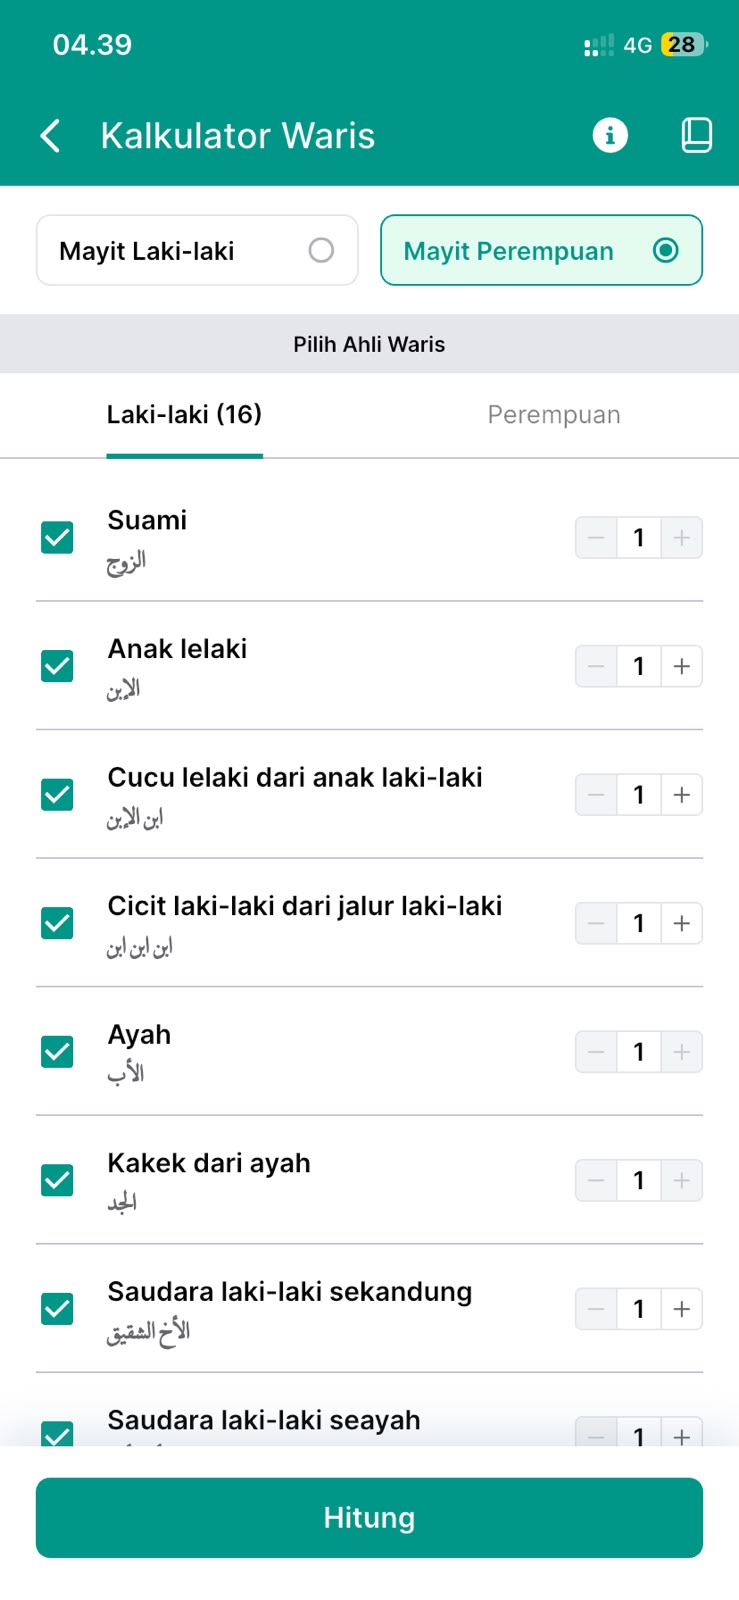 04.39
4G 28
Kalkulator Waris
Mayit Laki-laki
Mayit Perempuan
Pilih Ahli Waris
Laki-laki (16)
Perempuan
Suami
1
الزوج
Anak lelaki
1
الإبن
Cucu lelaki dari anak laki-laki
1
ابن الإبن
Cicit laki-laki dari jalur laki-laki
1
ابن ابن ابن
Ayah
1
الأب
Kakek dari ayah
1
الجد
Saudara laki-laki sekandung
1
الأخ الشقيق
Saudara laki-laki seayah
1
Hitung